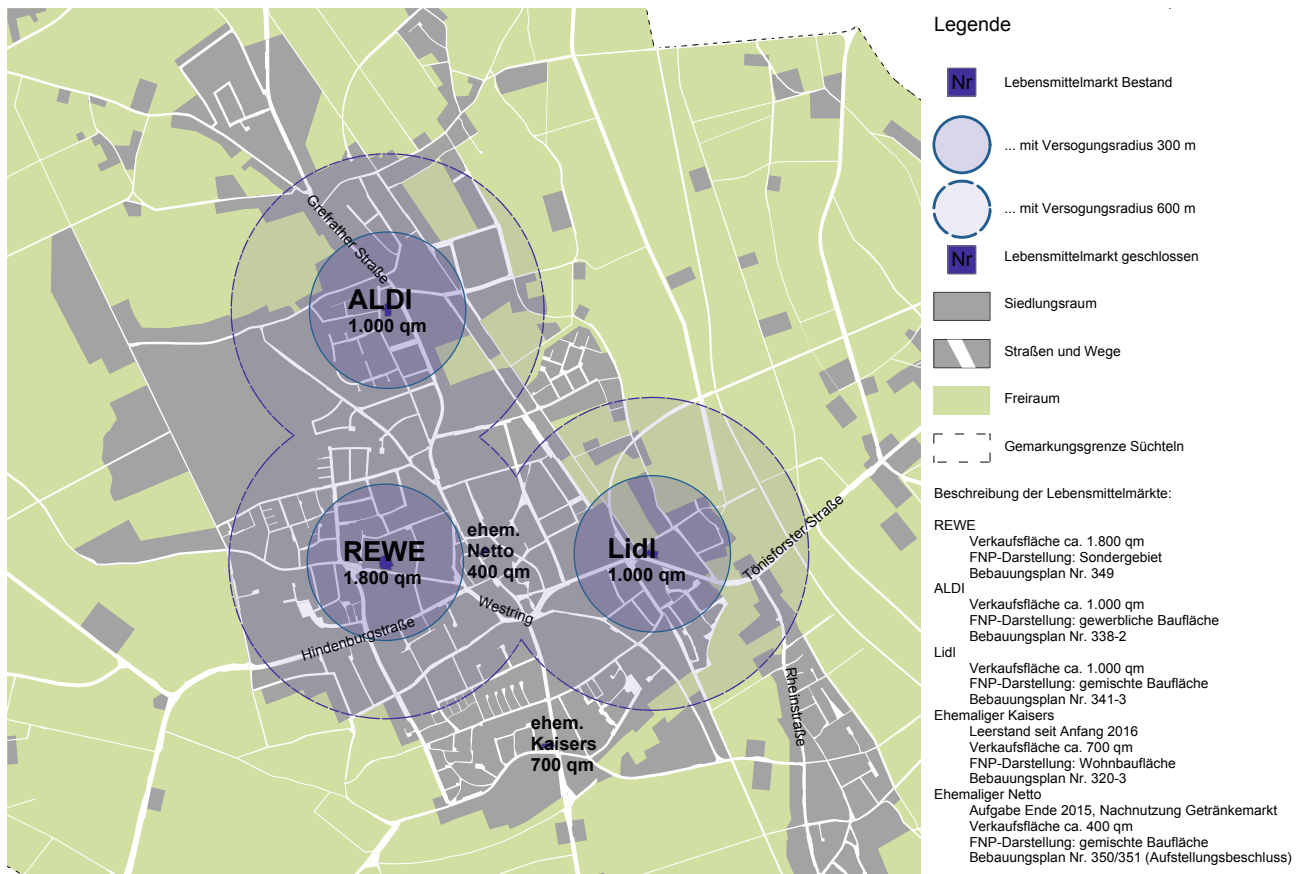 Grefrather Straße
ALDI
1.000 qm
REWE
1.800 qm
ehem.
Netto
400 qm
Lidl
1.000 qm
Tönisforster Straße
Westring
Hindenburgstraße
Rheinstraße
ehem.
Kaisers
700 qm
Legende
Nr
Lebensmittelmarkt Bestand
... mit Versogungsradius 300 m
... mit Versogungsradius 600 m
Nr
Lebensmittelmarkt geschlossen
Siedlungsraum
Straßen und Wege
Freiraum
Gemarkungsgrenze Süchteln
Beschreibung der Lebensmittelmärkte:
REWE
Verkaufsfläche ca. 1.800 qm
FNP-Darstellung: Sondergebiet
Bebauungsplan Nr. 349
ALDI
Verkaufsfläche ca. 1.000 qm
FNP-Darstellung: gewerbliche Baufläche
Bebauungsplan Nr. 338-2
Lidl
Verkaufsfläche ca. 1.000 qm
FNP-Darstellung: gemischte Baufläche
Bebauungsplan Nr. 341-3
Ehemaliger Kaisers
Leerstand seit Anfang 2016
Verkaufsfläche ca. 700 qm
FNP-Darstellung: Wohnbaufläche
Bebauungsplan Nr. 320-3
Ehemaliger Netto
Aufgabe Ende 2015, Nachnutzung Getränkemarkt
Verkaufsfläche ca. 400 qm
FNP-Darstellung: gemischte Baufläche
Bebauungsplan Nr. 350/351 (Aufstellungsbeschluss)